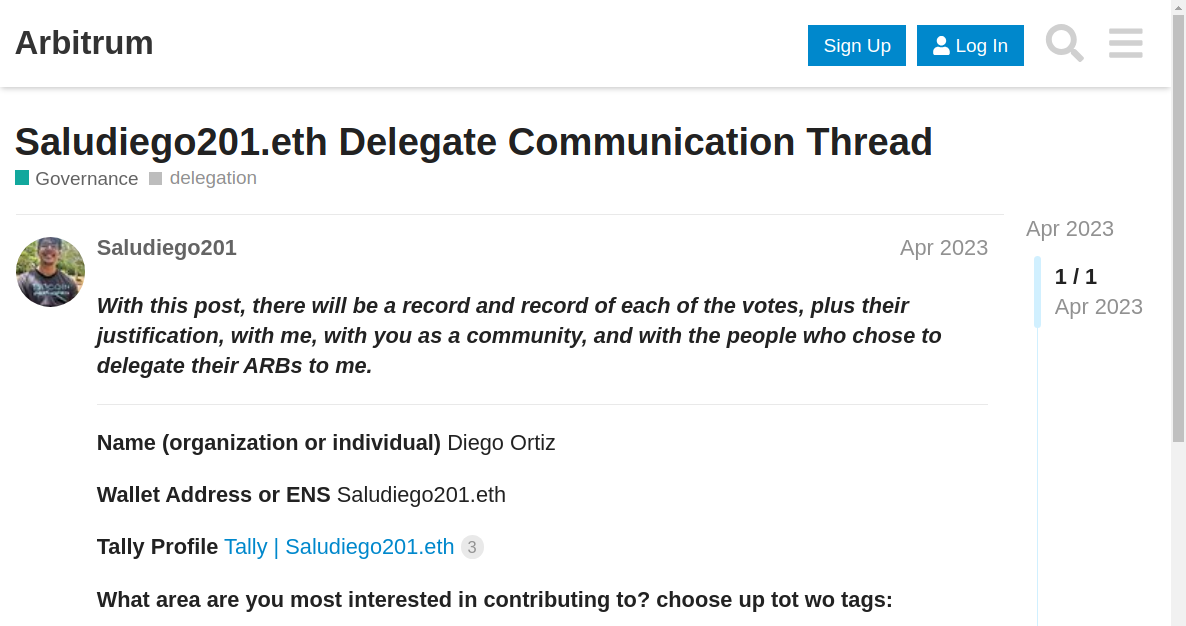 Arbitrum
Sign Up
Log In
Saludiego201.eth Delegate Communication Thread
Governance
delegation
Saludiego201
Apr 2023
Apr 2023
1 / 1
Apr 2023
With this post, there will be a record and record of each of the votes, plus their
justification, with me, with you as a community, and with the people who chose to
delegate their ARBs to me.
Name (organization or individual) Diego Ortiz
Wallet Address or ENS Saludiego201.eth
Tally Profile Tally | Saludiego201.eth 3
What area are you most interested in contributing to? choose up tot wo tags: